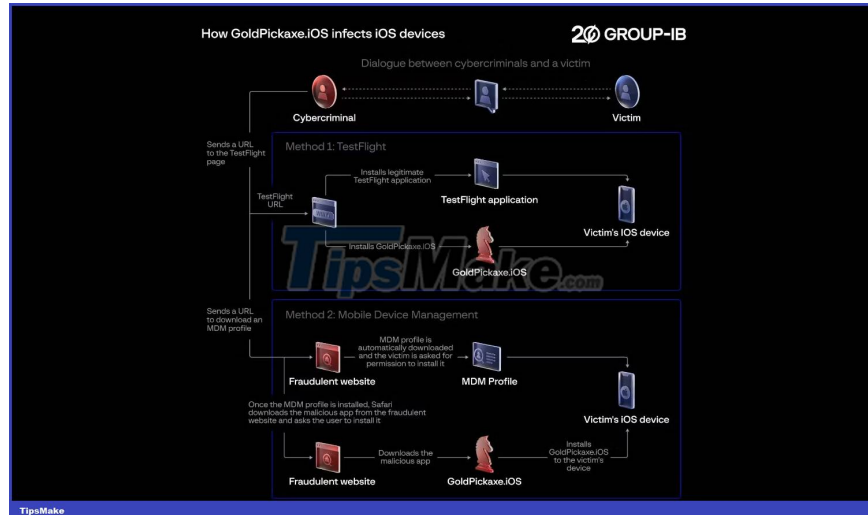 How GoldPickaxe.iOS infects iOS devices
GROUP-IB
Dialogue between cybercriminals and a victim
Cybercriminal
Victim
Sends a URL
to the TestFlight
page
Method 1: TestFlight
Installs legitimate
TestFlight application
TestFlight
URL
TestFlight application
Victim's IOS device
Installs GoldPickaxe.iOS
GoldPickaxe.iOS
TipsMake.com
Sends a URL
to download an
MDM profile
Method 2: Mobile Device Management
MDM profile is
automatically downloaded
and the victim is asked for
permission to install it
Fraudulent website
MDM Profile
Once the MDM profile is installed, Safari
downloads the malicious app from the fraudulent
website and asks the user to install it
Victim's iOS device
Downloads the
malicious app
Installs
GoldPickaxe.iOS
to the victim's
device
Fraudulent website
GoldPickaxe.iOS
TipsMake